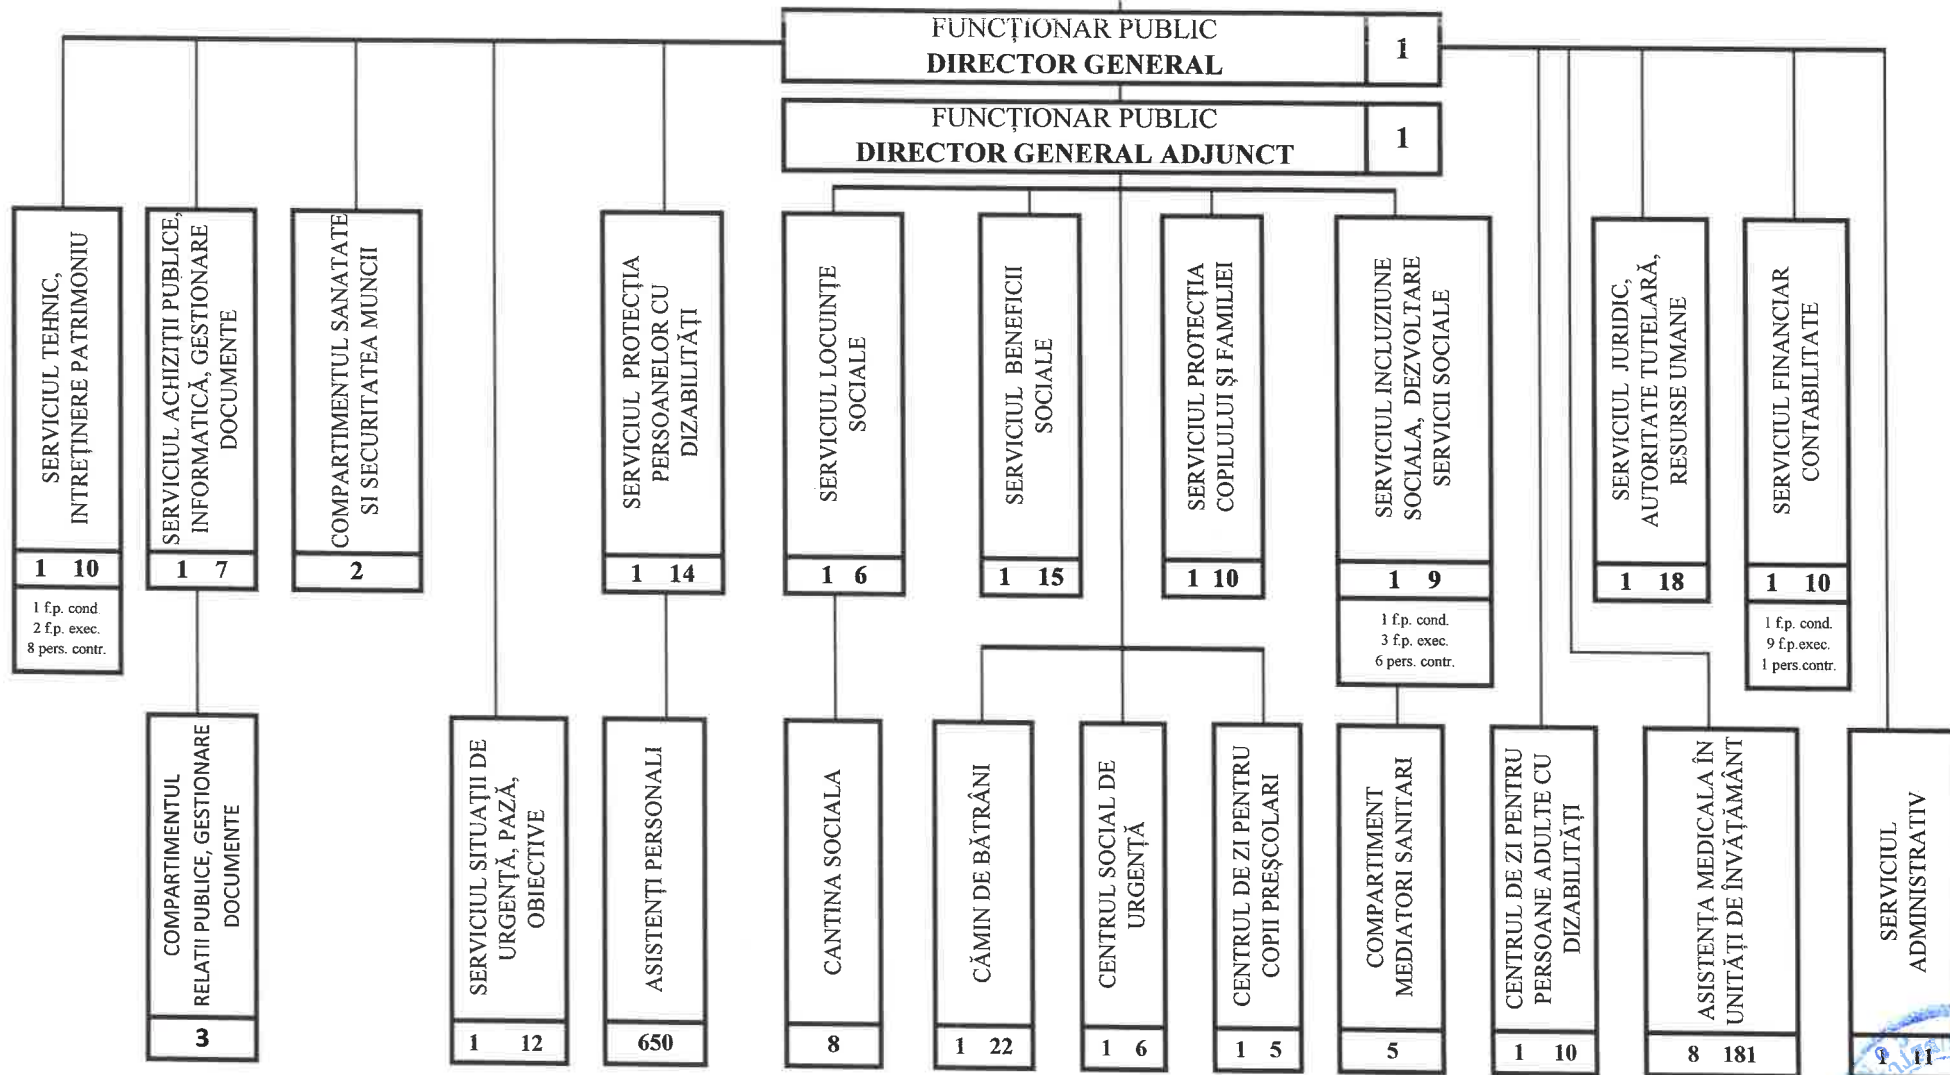 FUNCȚIONAR PUBLIC
DIRECTOR GENERAL
1
FUNCȚIONAR PUBLIC
DIRECTOR GENERAL ADJUNCT
1
SERVICIUL TEHNIC,
INTREȚINERE PATRIMONIU
1 10
1 f.p. cond
2 f.p. exec.
8 pers. contr.
SERVICIUL ACHIZIȚII PUBLICE,
INFORMATICĂ, GESTIONARE
DOCUMENTE
1 7
COMPARTIMENTUL SANATATE
SI SECURITATEA MUNCII
2
SERVICIUL PROTECȚIA
PERSOANELOR CU
DIZABILITĂȚI
1 14
SERVICIUL LOCUINȚE
SOCIALE
1 6
SERVICIUL BENEFICII
SOCIALE
1 15
SERVICIUL PROTECȚIA
COPILULUI ȘI FAMILIEI
1 10
SERVICIUL INCLUZIUNE
SOCIALA, DEZVOLTARE
SERVICII SOCIALE
1 9
1 f.p. cond.
3 f.p. exec.
6 pers. contr.
SERVICIUL JURIDIC,
AUTORITATE TUTELARĂ,
RESURSE UMANE
1 18
SERVICIUL FINANCIAR
CONTABILITATE
1 10
1 f.p. cond.
9 f.p.exec.
1 pers.contr.
COMPARTIMENTUL
RELATII PUBLICE, GESTIONARE
DOCUMENTE
3
SERVICIUL SITUAȚII DE
URGENȚĂ, PAZĂ,
OBIECTIVE
1 12
ASISTENȚI PERSONALI
650
CANTINA SOCIALA
8
CĂMIN DE BĂTRÂNI
1 22
CENTRUL SOCIAL DE
URGENȚĂ
1 6
CENTRUL DE ZI PENTRU
COPII PREȘCOLARI
1 5
COMPARTIMENT
MEDIATORI SANITARI
5
CENTRUL DE ZI PENTRU
PERSOANE ADULTE CU
DIZABILITĂȚI
1 10
ASISTENȚA MEDICALA ÎN
UNITĂȚI DE ÎNVĂȚĂMÂNT
8 181
SERVICIUL
ADMINISTRATIV
1 11